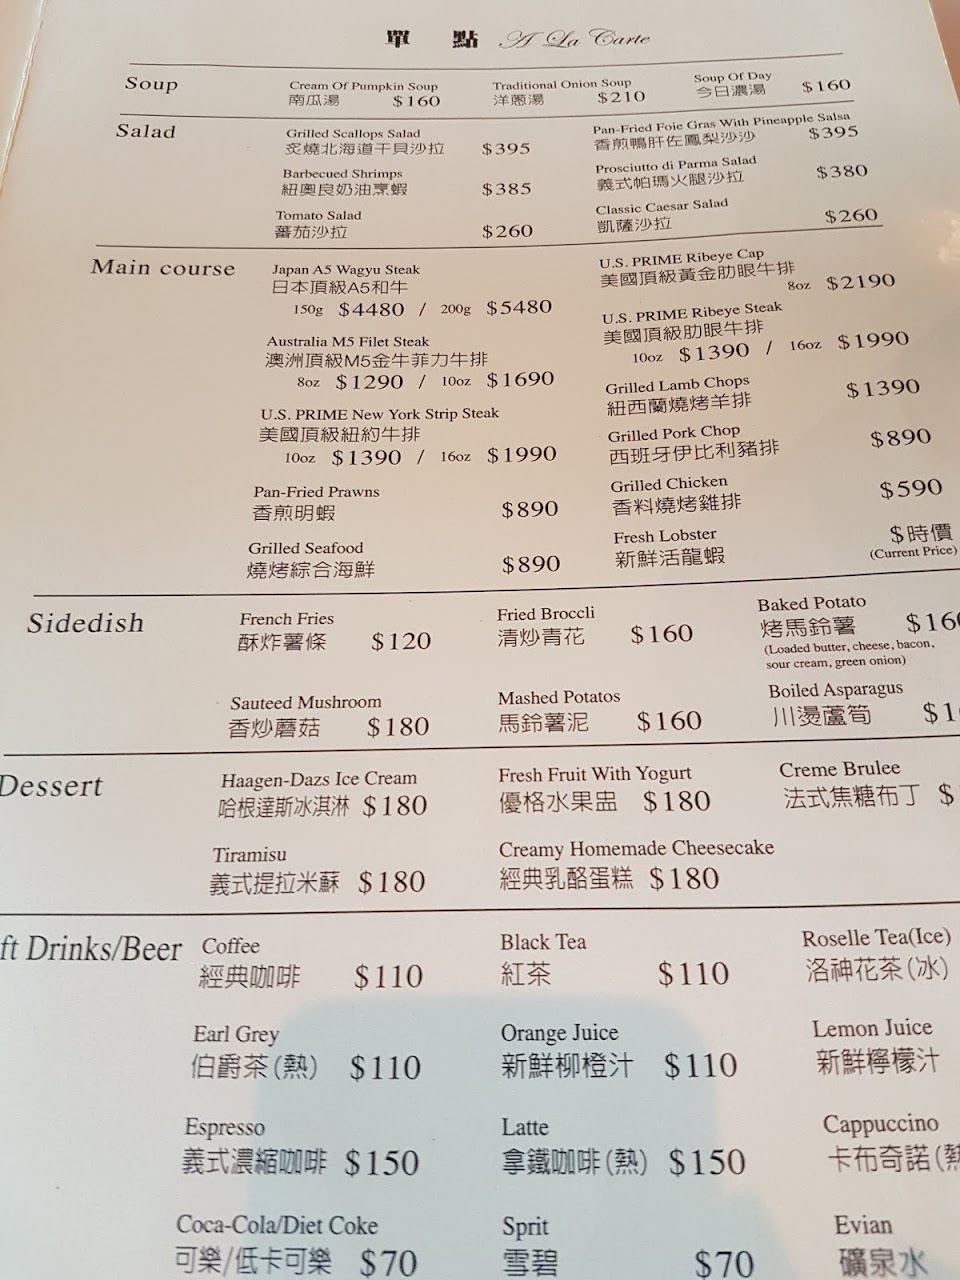 單 點 A La Carte
Soup
Cream Of Pumpkin Soup
南瓜湯 $160
Traditional Onion Soup
洋蔥湯 $210
Soup Of Day
今日濃湯 $160
Salad
Grilled Scallops Salad
炙燒北海道干貝沙拉 $395
Pan-Fried Foie Gras With Pineapple Salsa
香煎鴨肝佐鳳梨沙沙 $395
Barbecued Shrimps
紐奧良奶油烹蝦 $385
Prosciutto di Parma Salad
義式帕瑪火腿沙拉 $380
Tomato Salad
蕃茄沙拉 $260
Classic Caesar Salad
凱薩沙拉 $260
Main course
Japan A5 Wagyu Steak
日本頂級A5和牛
150g $4480 / 200g $5480
U.S. PRIME Ribeye Cap
美國頂級黃金肋眼牛排
8oz $2190
Australia M5 Filet Steak
澳洲頂級M5金牛菲力牛排
8oz $1290 / 10oz $1690
U.S. PRIME Ribeye Steak
美國頂級肋眼牛排
10oz $1390 / 16oz $1990
U.S. PRIME New York Strip Steak
美國頂級紐約牛排
10oz $1390 / 16oz $1990
Grilled Lamb Chops
紐西蘭燒烤羊排 $1390
Grilled Pork Chop
西班牙伊比利豬排 $890
Pan-Fried Prawns
香煎明蝦 $890
Grilled Chicken
香料燒烤雞排 $590
Grilled Seafood
燒烤綜合海鮮 $890
Fresh Lobster
新鮮活龍蝦 $時價
(Current Price)
Sidedish
French Fries
酥炸薯條 $120
Fried Broccli
清炒青花 $160
Baked Potato
烤馬鈴薯 $160
(Loaded butter, cheese, bacon,
sour cream, green onion)
Sauteed Mushroom
香炒蘑菇 $180
Mashed Potatos
馬鈴薯泥 $160
Boiled Asparagus
川燙蘆筍 $1
Dessert
Haagen-Dazs Ice Cream
哈根達斯冰淇淋 $180
Fresh Fruit With Yogurt
優格水果盅 $180
Creme Brulee
法式焦糖布丁 $
Tiramisu
義式提拉米蘇 $180
Creamy Homemade Cheesecake
經典乳酪蛋糕 $180
ft Drinks/Beer
Coffee
經典咖啡 $110
Black Tea
紅茶 $110
Roselle Tea(Ice)
洛神花茶(冰)
Earl Grey
伯爵茶(熱) $110
Orange Juice
新鮮柳橙汁 $110
Lemon Juice
新鮮檸檬汁
Espresso
義式濃縮咖啡 $150
Latte
拿鐵咖啡(熱) $150
Cappuccino
卡布奇諾(熱
Coca-Cola/Diet Coke
可樂/低卡可樂 $70
Sprit
雪碧 $70
Evian
礦泉水